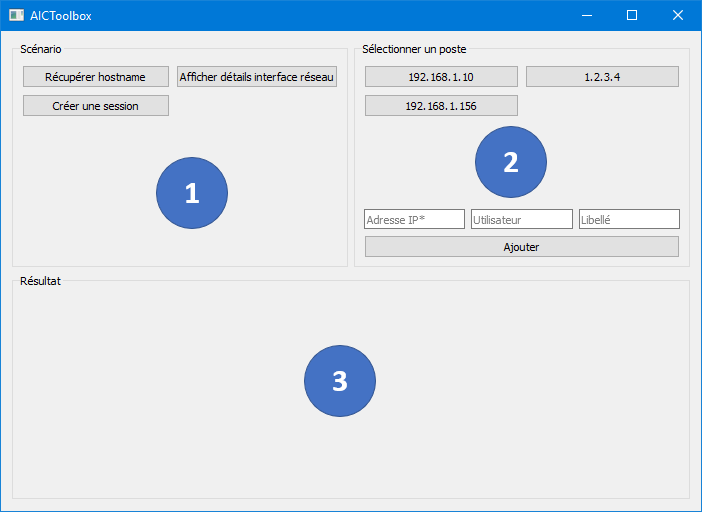 AICToolbox
Scénario
Récupérer hostname
Afficher détails interface réseau
Créer une session
1
Sélectionner un poste
192.168.1.10
1.2.3.4
192.168.1.156
2
Adresse IP*
Utilisateur
Libellé
Ajouter
Résultat
3